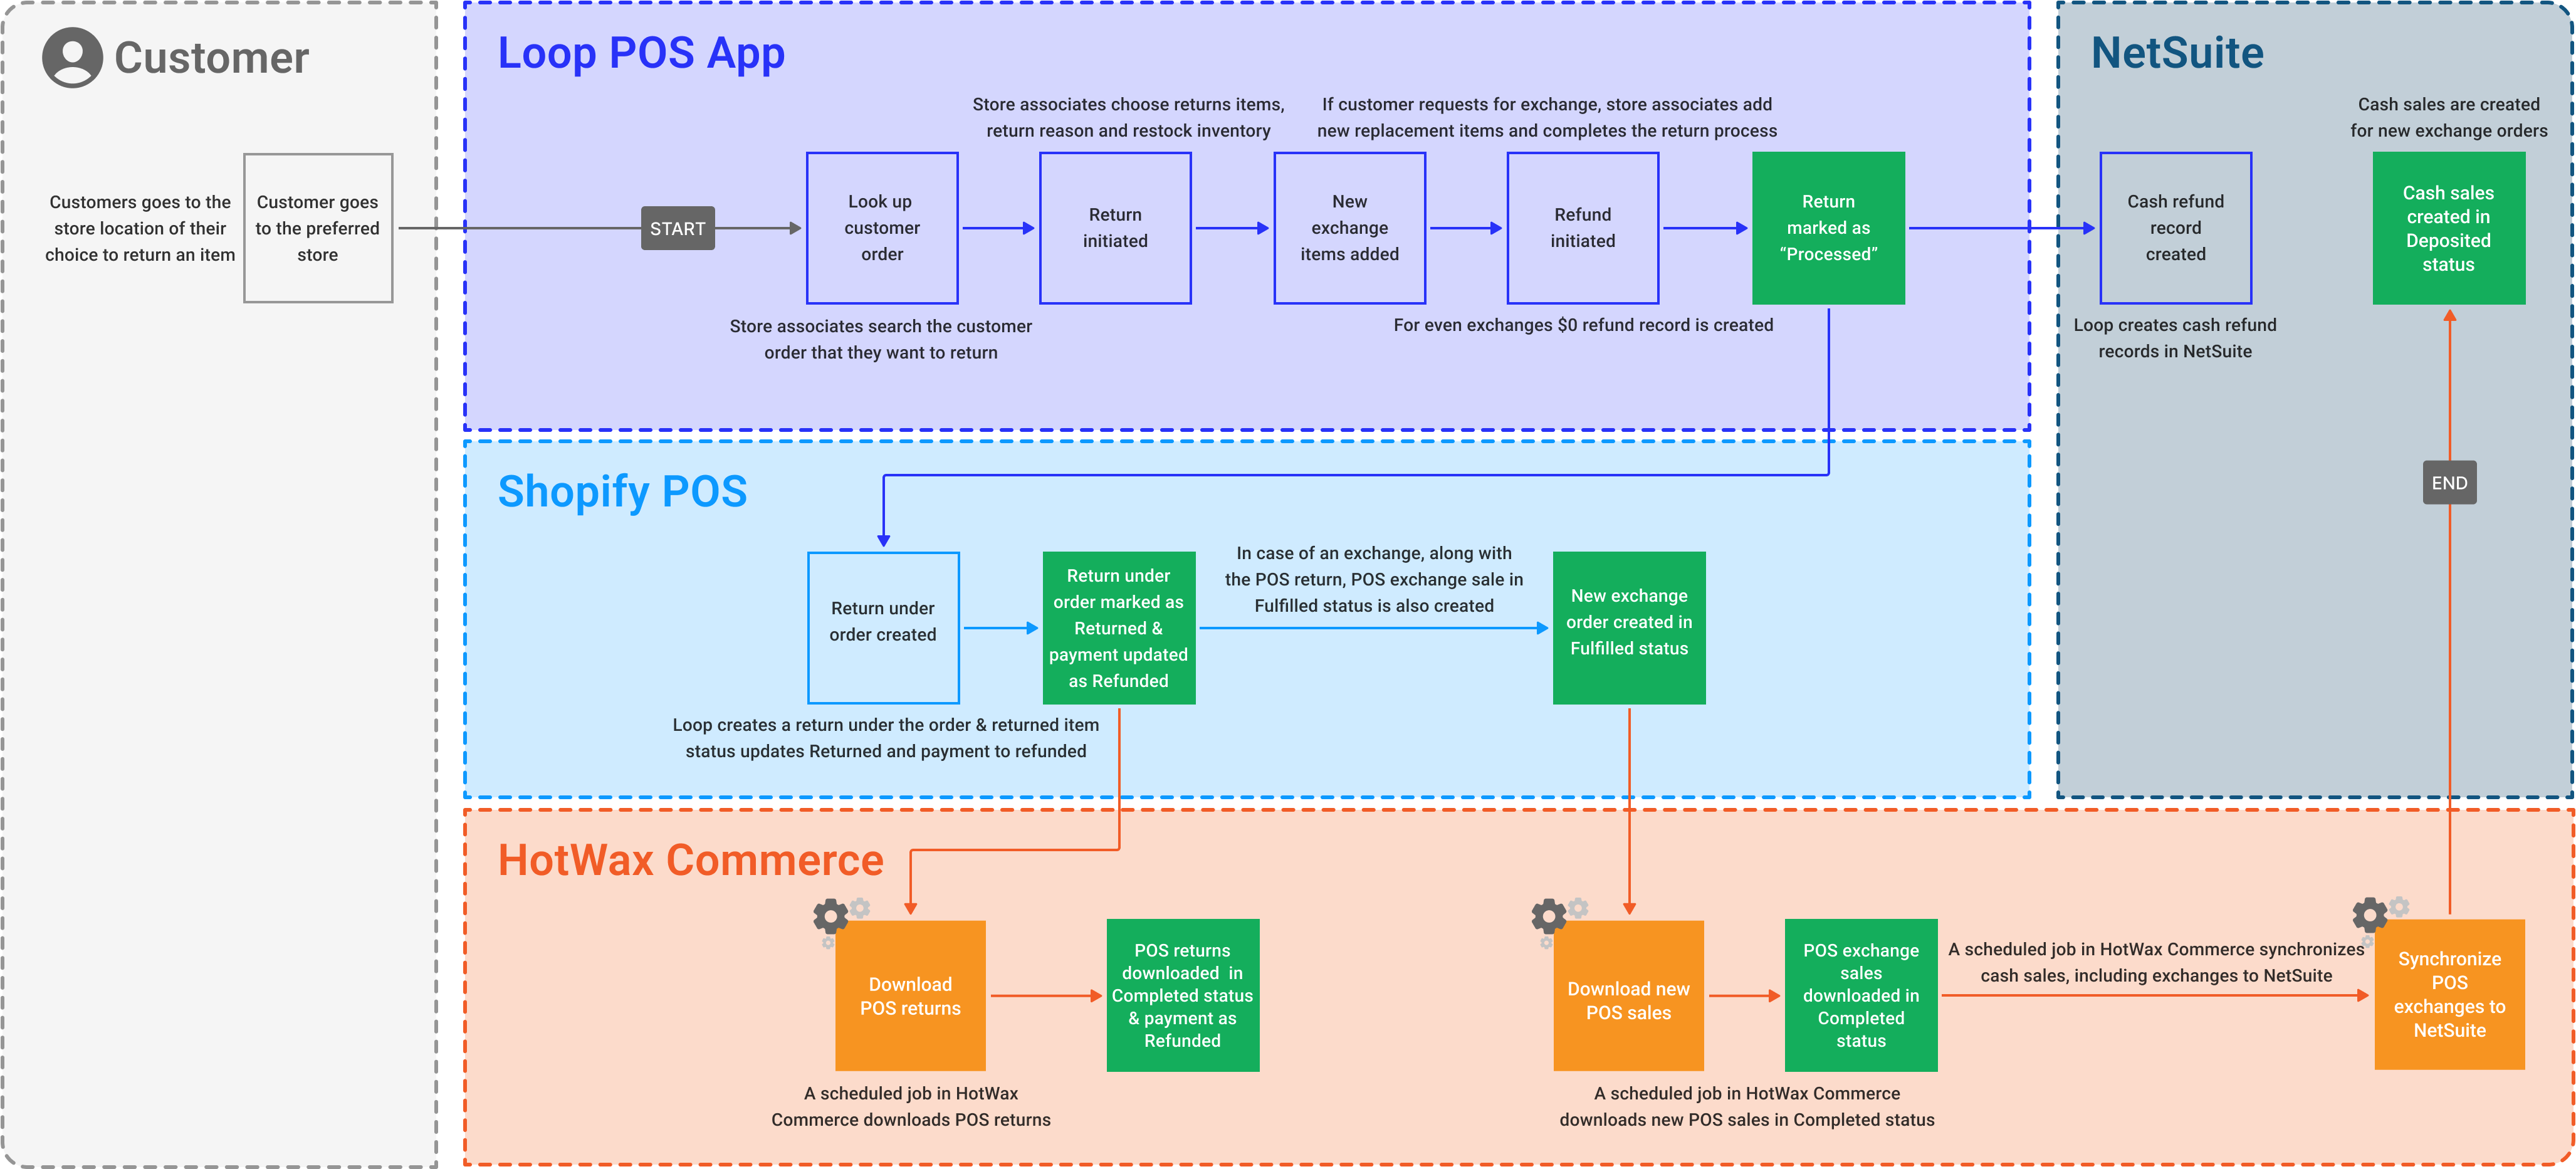 Customer
Customers goes to the
store location of their
choice to return an item
Customer goes
to the preferred
store
START
Loop POS App
Look up
customer
order
Store associates search the customer
order that they want to return
Store associates choose returns items,
return reason and restock inventory
Return
initiated
If customer requests for exchange, store associates add
new replacement items and completes the return process
New
exchange
items added
Refund
initiated
For even exchanges $0 refund record is created
Return
marked as
“Processed”
NetSuite
Cash refund
record
created
Loop creates cash refund
records in NetSuite
Cash sales are created
for new exchange orders
Cash sales
created in
Deposited
status
END
Shopify POS
Return under
order created
Loop creates a return under the order & returned item
status updates Returned and payment to refunded
Return under
order marked as
Returned &
payment updated
as Refunded
In case of an exchange, along with
the POS return, POS exchange sale in
Fulfilled status is also created
New exchange
order created in
Fulfilled status
HotWax Commerce
Download
POS returns
A scheduled job in HotWax
Commerce downloads POS returns
POS returns
downloaded in
Completed status
& payment as
Refunded
Download new
POS sales
A scheduled job in HotWax Commerce
downloads new POS sales in Completed status
POS exchange
sales
downloaded in
Completed
status
A scheduled job in HotWax Commerce synchronizes
cash sales, including exchanges to NetSuite
Synchronize
POS
exchanges to
NetSuite